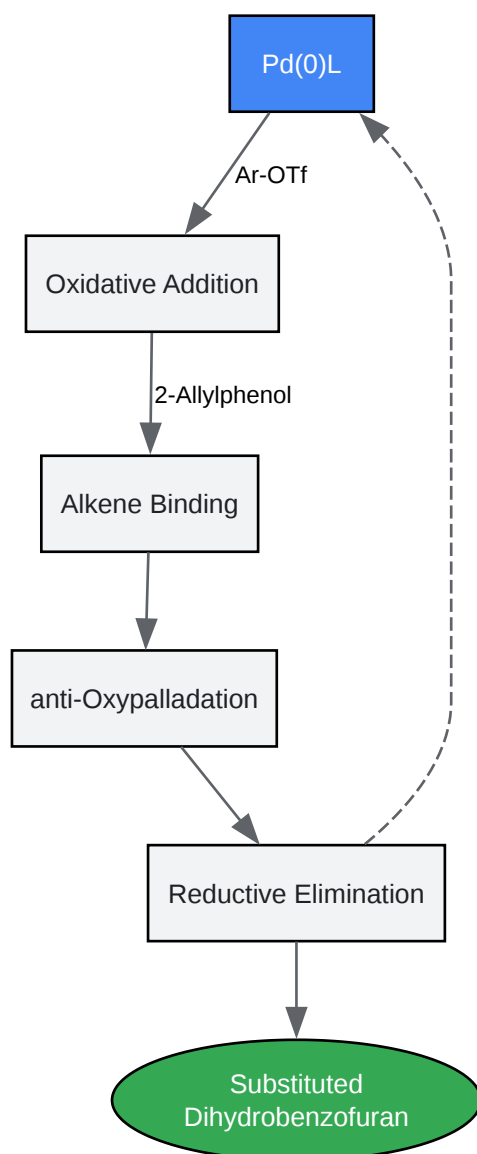 Pd(0)L
Ar-OTf
Oxidative Addition
2-Allylphenol
Alkene Binding
anti-Oxypalladation
Reductive Elimination
Substituted
Dihydrobenzofuran